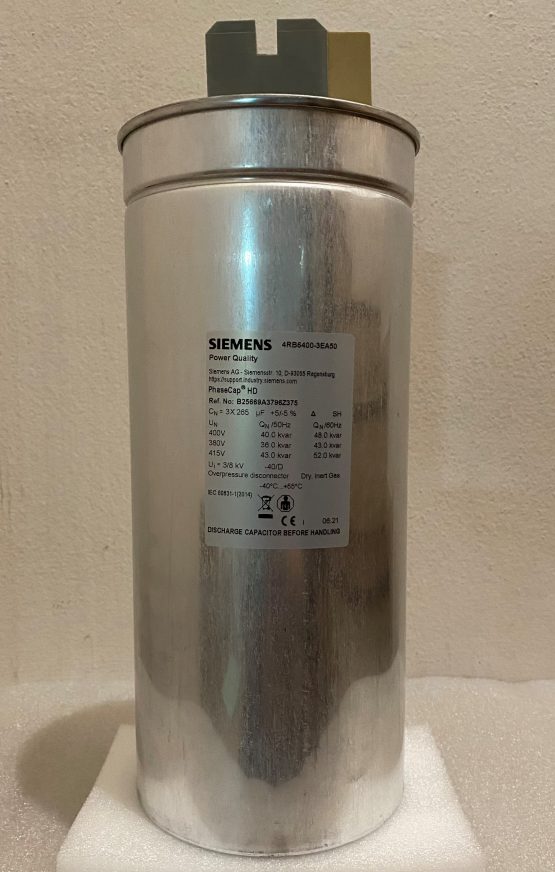 SIEMENS 4RB5400-3EA50
Power Quality
Siemens AG - Siemensstr. 10, D-93055 Regensburg
https://support.industry.siemens.com
PhaseCap® HD
Ref. No: B25669A3796Z375
CN = 3X 265 µF +5/-5 % Δ SH
UN QN /50Hz QN /60Hz
400V 40.0 kvar 48.0 kvar
380V 36.0 kvar 43.0 kvar
415V 43.0 kvar 52.0 kvar
Ui = 3/8 kV -40/D
Overpressure disconnector Dry, Inert Gas
-40°C...+55°C
IEC 60831-1(2014)
CE 05.21
DISCHARGE CAPACITOR BEFORE HANDLING